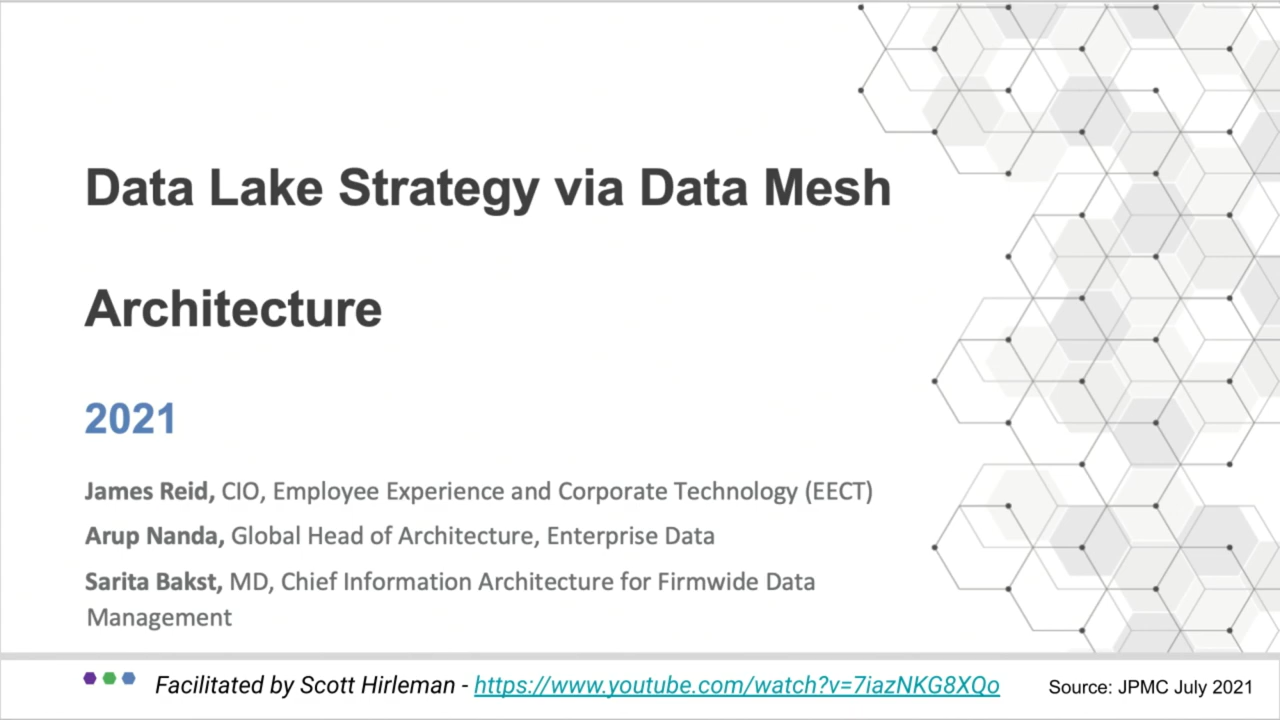 Data Lake Strategy via Data Mesh
Architecture
2021
James Reid, CIO, Employee Experience and Corporate Technology (EECT)
Arup Nanda, Global Head of Architecture, Enterprise Data
Sarita Bakst, MD, Chief Information Architecture for Firmwide Data
Management
Facilitated by Scott Hirleman - https://www.youtube.com/watch?v=7iazNKG8XQo
Source: JPMC July 2021